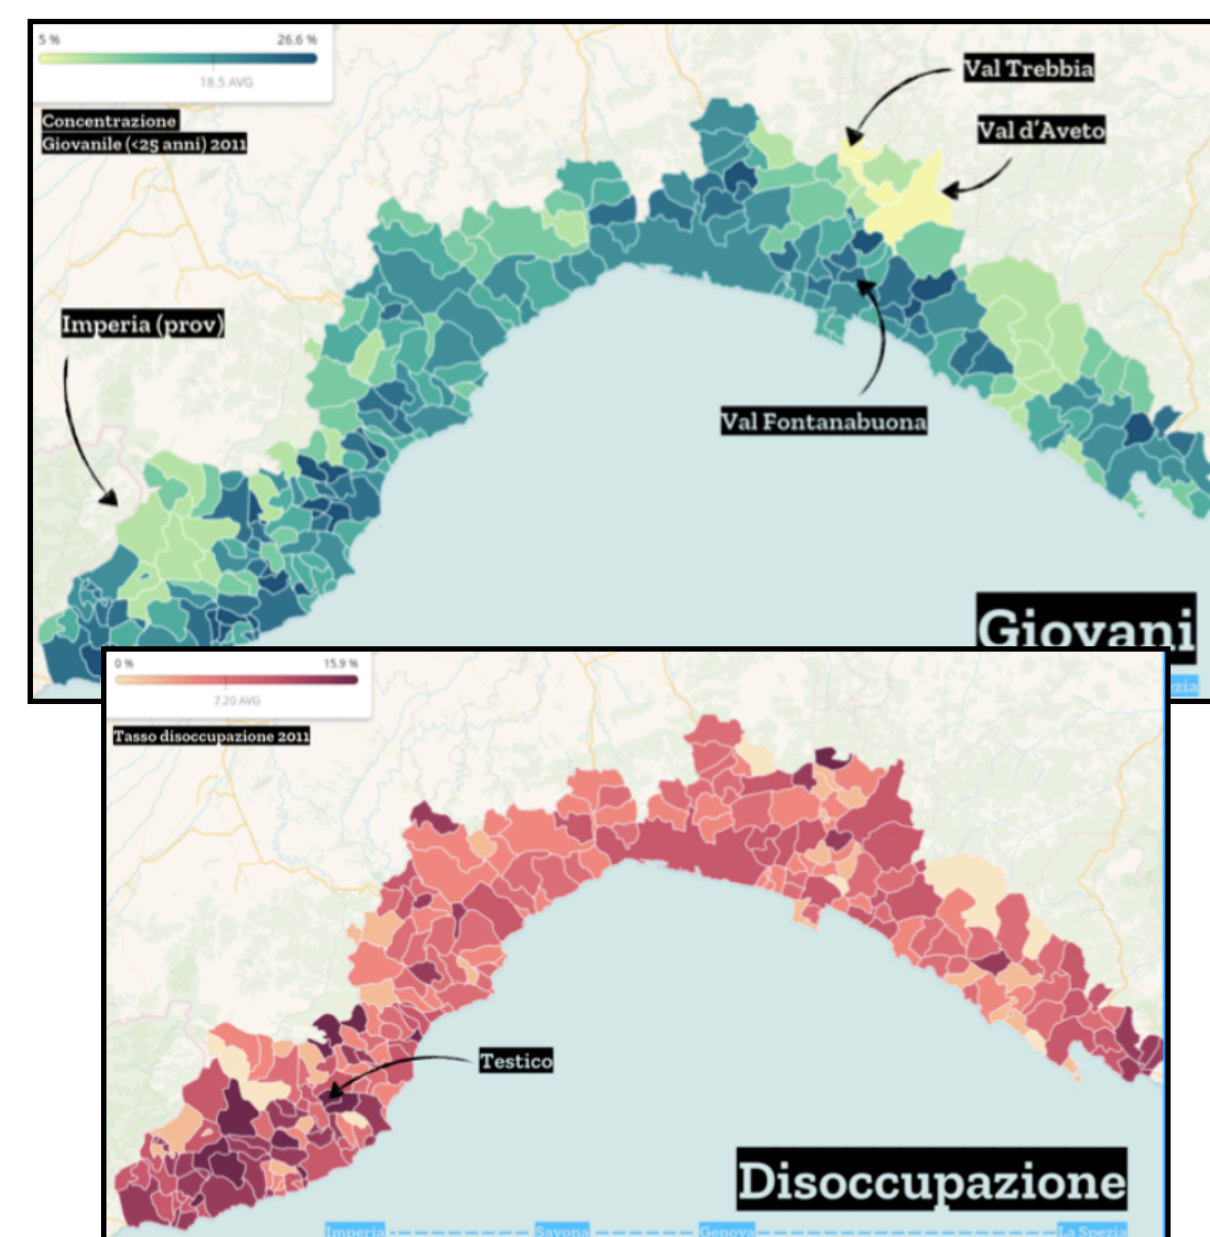 5 %
26.6 %
18.5 AVG
Concentrazione
Giovanile (<25 anni) 2011
Val Trebbia
Val d'Aveto
Imperia (prov)
Val Fontanabuona
Giovani
zia
0 %
15.9 %
7.20 AVG
Tasso disoccupazione 2011
Testico
Disoccupazione
Imperia
Savona
Genova
La Spezia